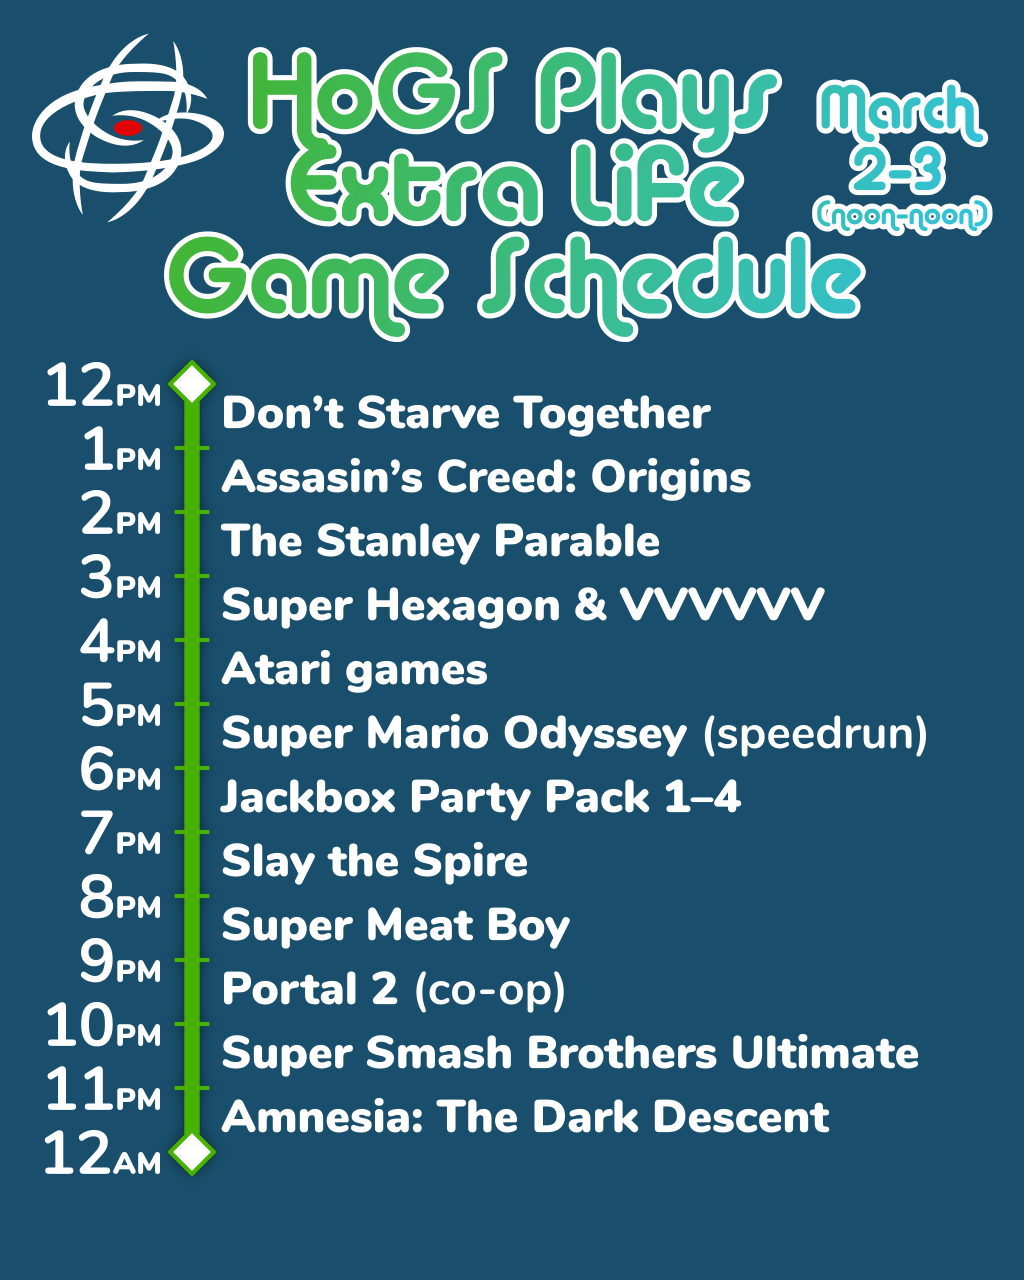 HoGS Plays
Extra Life
Game Schedule
March
2–3
(noon–noon)
12PM
Don’t Starve Together
1PM
Assasin’s Creed: Origins
2PM
The Stanley Parable
3PM
Super Hexagon & VVVVVV
4PM
Atari games
5PM
Super Mario Odyssey (speedrun)
6PM
Jackbox Party Pack 1–4
7PM
Slay the Spire
8PM
Super Meat Boy
9PM
Portal 2 (co-op)
10PM
Super Smash Brothers Ultimate
11PM
Amnesia: The Dark Descent
12AM